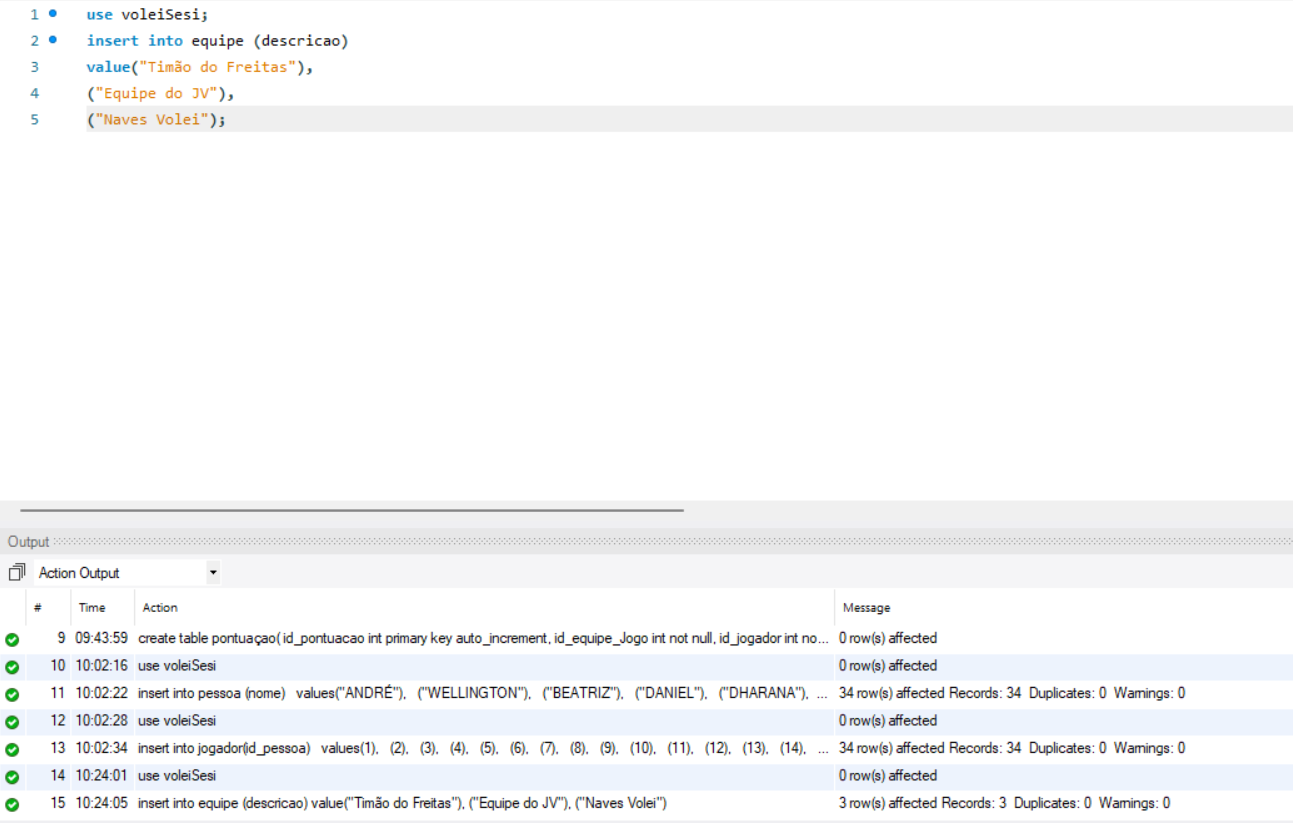 1 use voleiSesi;
2 insert into equipe (descricao)
3 value("Timão do Freitas"),
4 ("Equipe do JV"),
5 ("Naves Volei");
Output
Action Output
# Time Action Message
9 09:43:59 create table pontuaçao( id_pontuacao int primary key auto_increment, id_equipe_Jogo int not null, id_jogador int no... 0 row(s) affected
10 10:02:16 use voleiSesi 0 row(s) affected
11 10:02:22 insert into pessoa (nome) values("ANDRÉ"), ("WELLINGTON"), ("BEATRIZ"), ("DANIEL"), ("DHARANA"), ... 34 row(s) affected Records: 34 Duplicates: 0 Warnings: 0
12 10:02:28 use voleiSesi 0 row(s) affected
13 10:02:34 insert into jogador(id_pessoa) values(1), (2), (3), (4), (5), (6), (7), (8), (9), (10), (11), (12), (13), (14), ... 34 row(s) affected Records: 34 Duplicates: 0 Warnings: 0
14 10:24:01 use voleiSesi 0 row(s) affected
15 10:24:05 insert into equipe (descricao) value("Timão do Freitas"), ("Equipe do JV"), ("Naves Volei") 3 row(s) affected Records: 3 Duplicates: 0 Warnings: 0